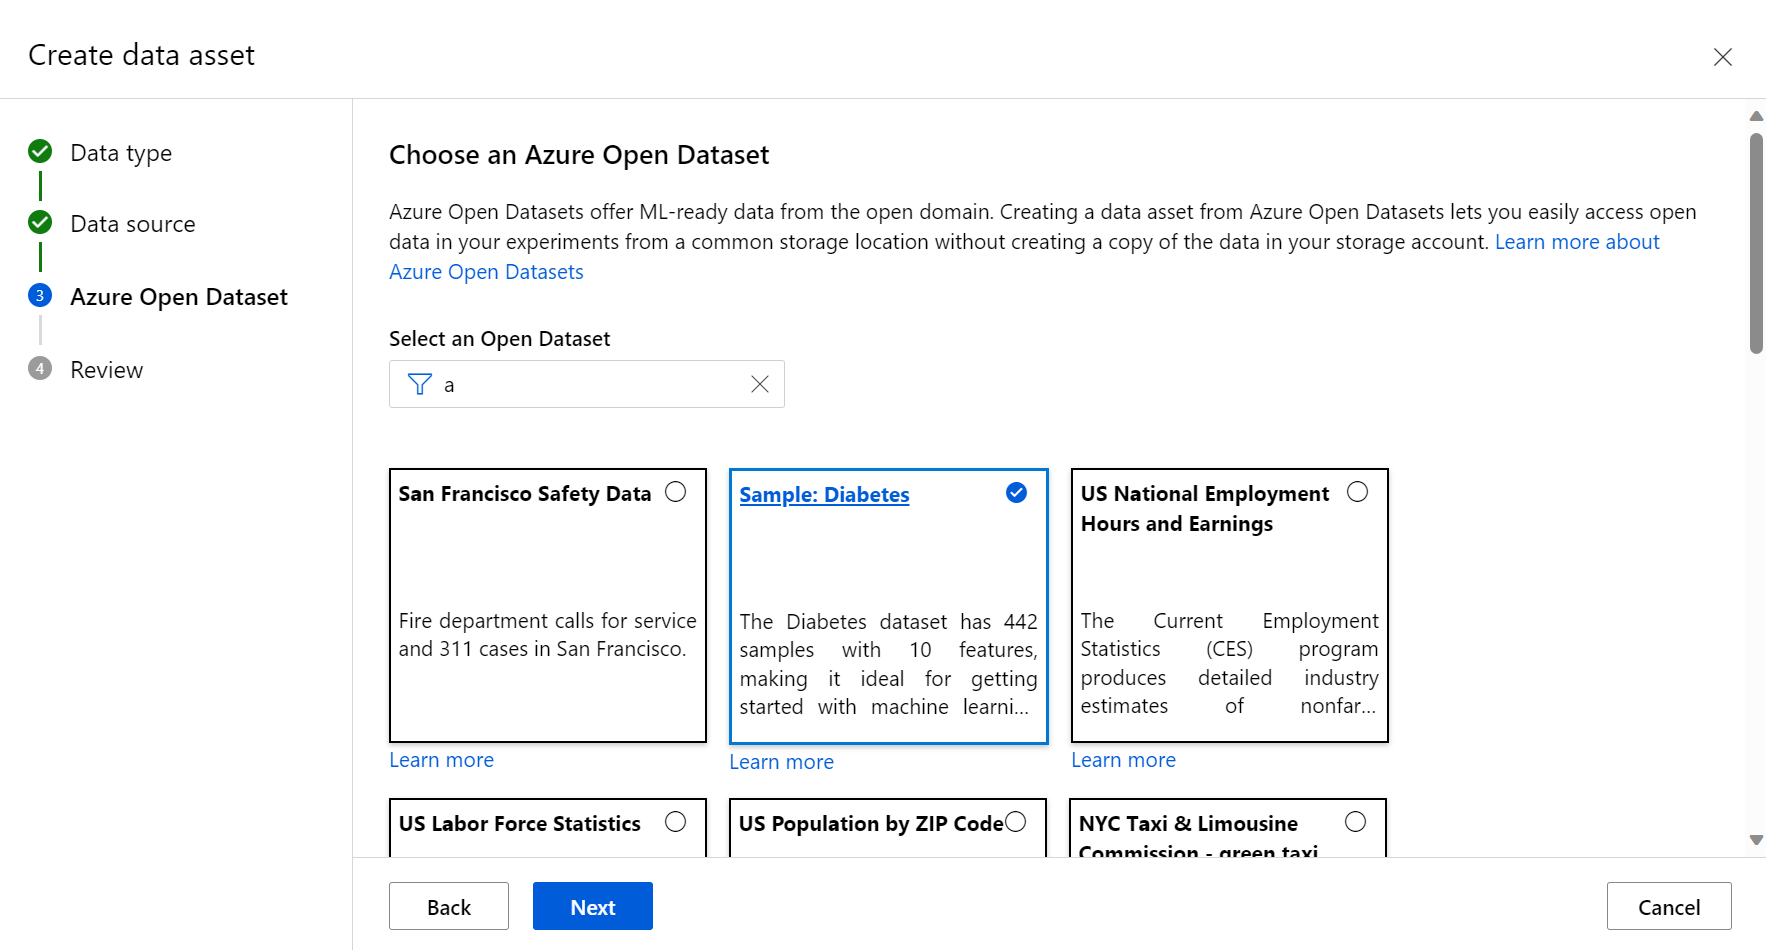 Create data asset
Data type
Data source
3
Azure Open Dataset
4
Review
Choose an Azure Open Dataset
Azure Open Datasets offer ML-ready data from the open domain. Creating a data asset from Azure Open Datasets lets you easily access open
data in your experiments from a common storage location without creating a copy of the data in your storage account. Learn more about
Azure Open Datasets
Select an Open Dataset
a
San Francisco Safety Data
Fire department calls for service
and 311 cases in San Francisco.
Learn more
Sample: Diabetes
The Diabetes dataset has 442
samples with 10 features,
making it ideal for getting
started with machine learni...
Learn more
US National Employment
Hours and Earnings
The Current Employment
Statistics (CES) program
produces detailed industry
estimates of nonfar...
Learn more
US Labor Force Statistics
US Population by ZIP Code
NYC Taxi & Limousine
Commission - green taxi
Back
Next
Cancel